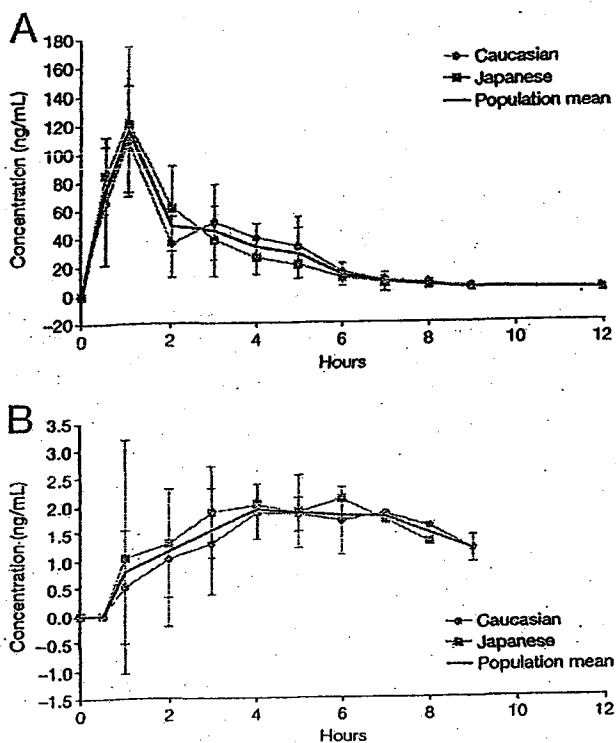 A
180
160
140
120
100
80
60
40
20
0
−20
Concentration (ng/mL)
Caucasian
Japanese
Population mean
0 2 4 6 8 10 12
Hours
B
3.5
3.0
2.5
2.0
1.5
1.0
0.5
0.0
−0.5
−1.0
−1.5
Concentration (ng/mL)
Caucasian
Japanese
Population mean
0 2 4 6 8 10 12
Hours